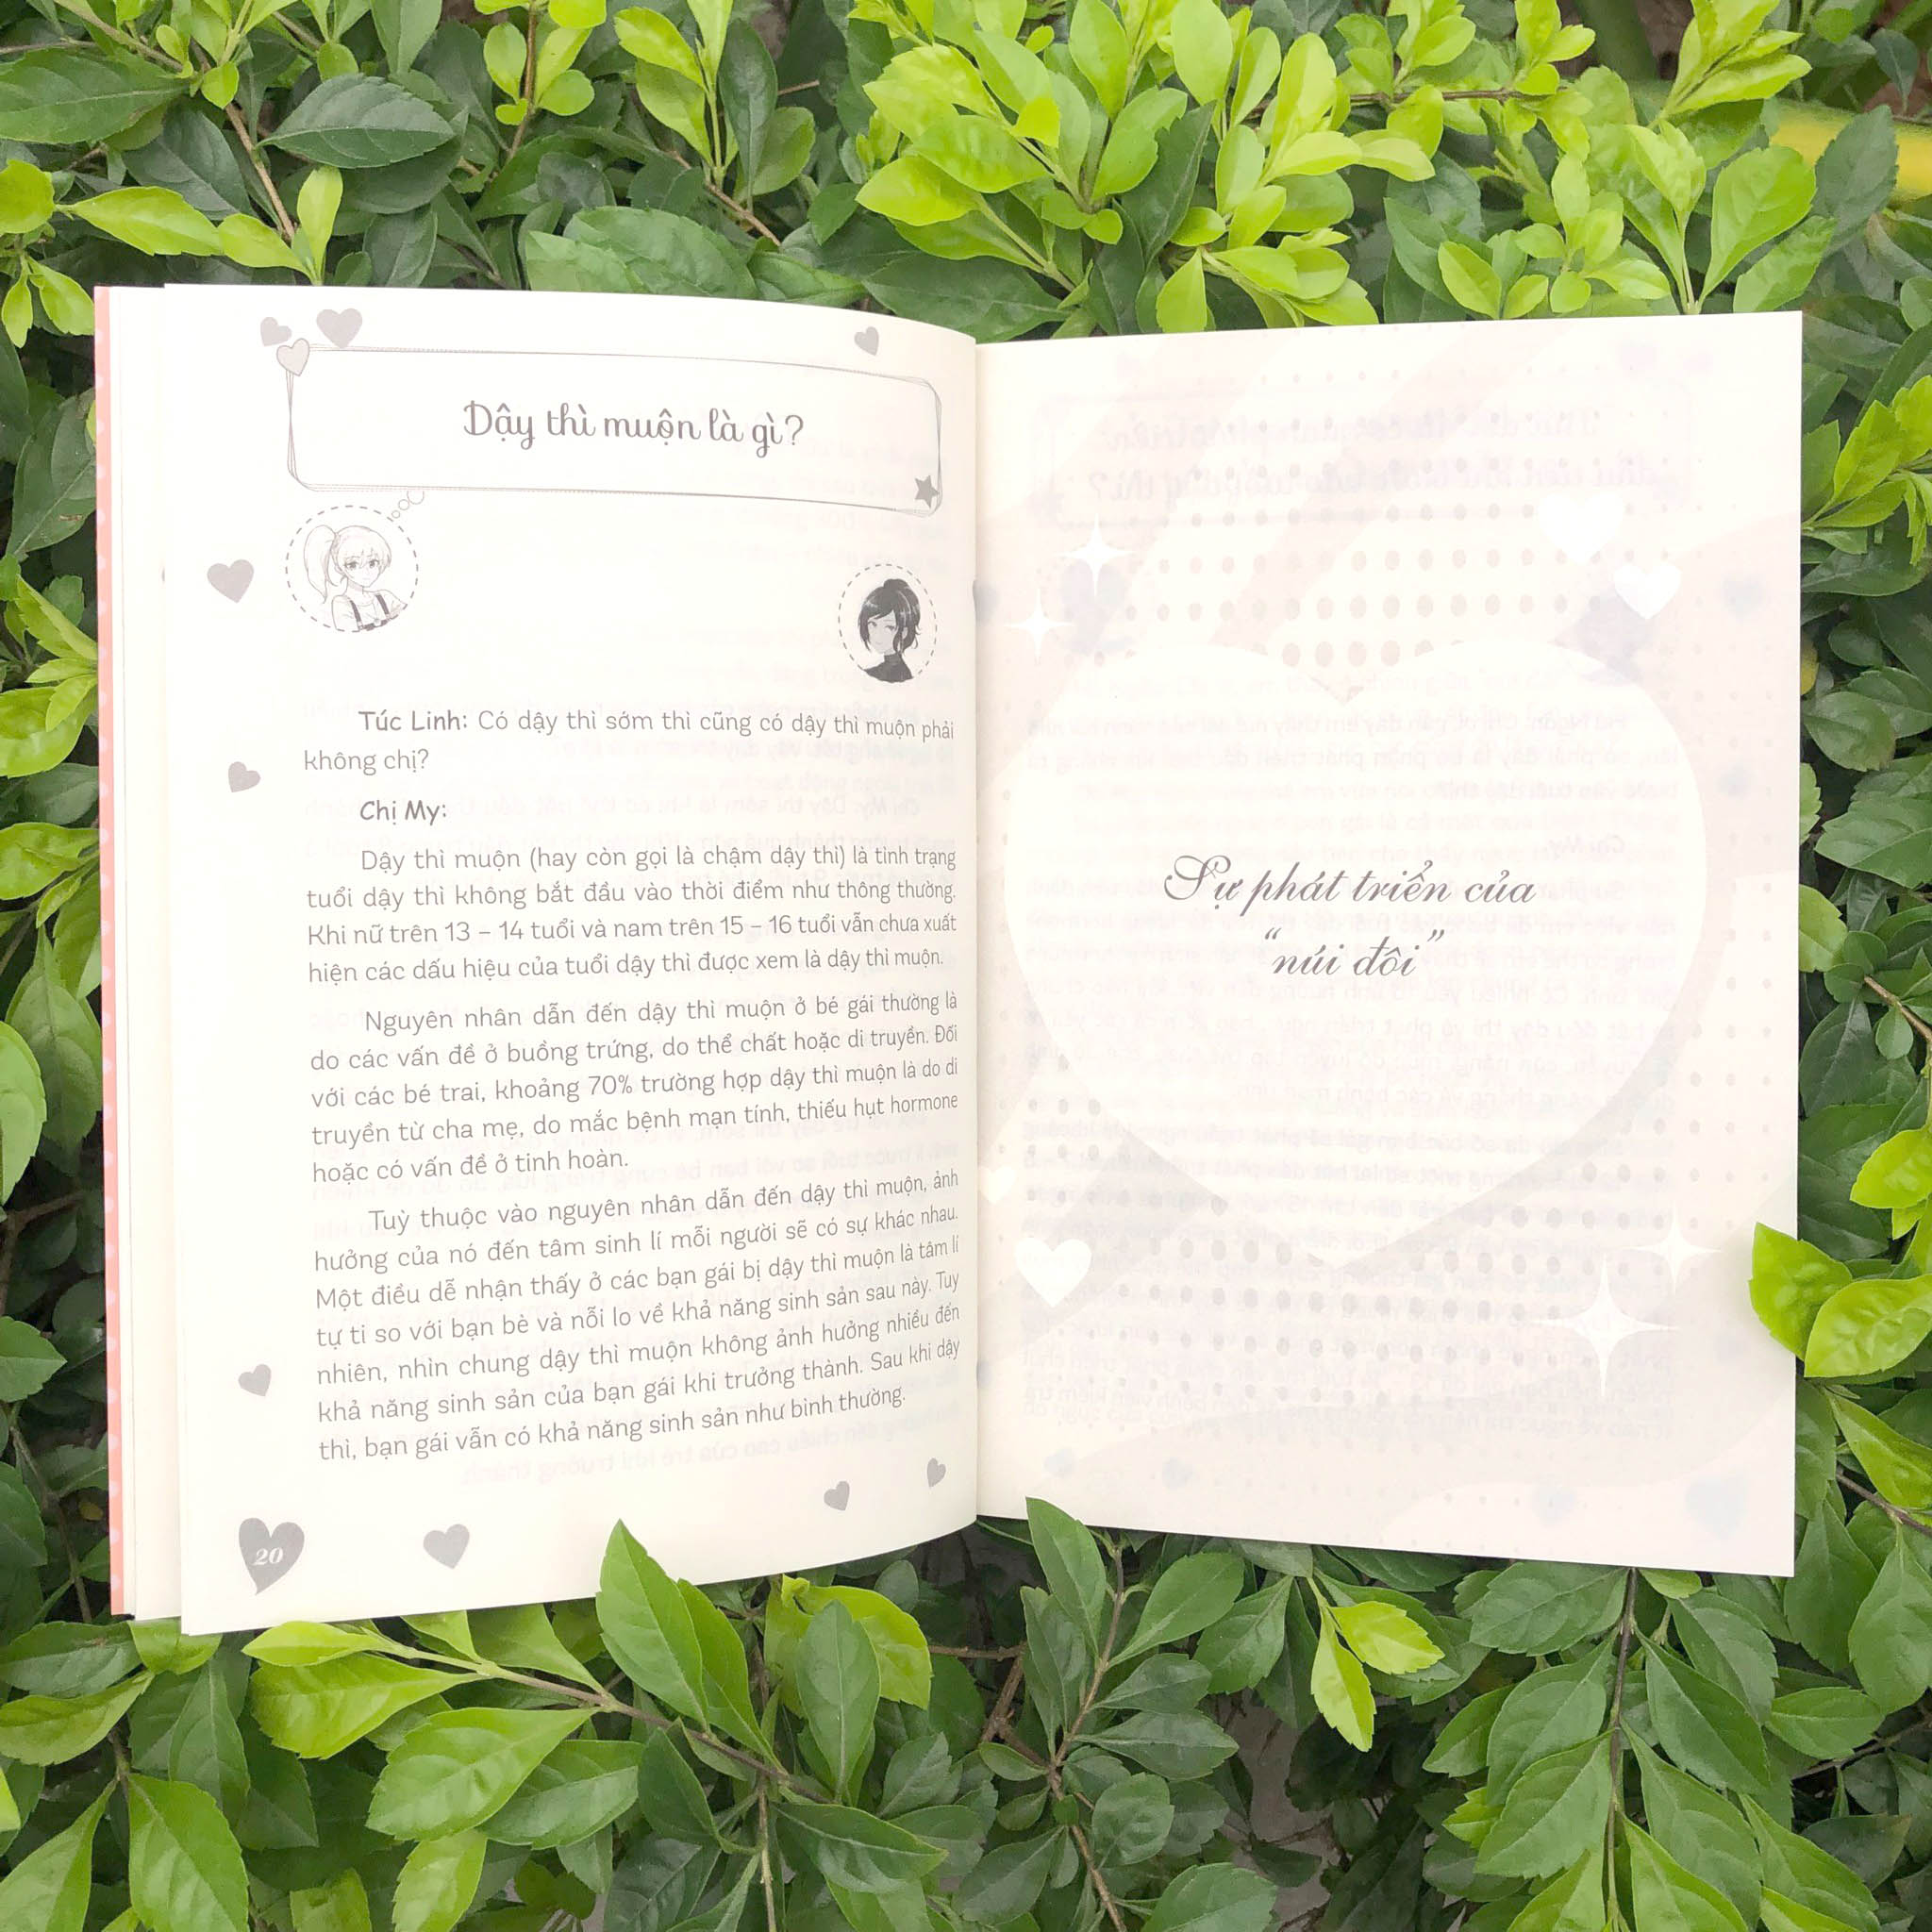 Dậy thì muộn là gì?
Túc Linh: Có dậy thì sớm thì cũng có dậy thì muộn phải
không chị?
Chị My:
Dậy thì muộn (hay còn gọi là chậm dậy thì) là tình trạng
tuổi dậy thì không bắt đầu vào thời điểm như thông thường.
Khi nữ trên 13 – 14 tuổi và nam trên 15 – 16 tuổi vẫn chưa xuất
hiện các dấu hiệu của tuổi dậy thì được xem là dậy thì muộn.
Nguyên nhân dẫn đến dậy thì muộn ở bé gái thường là
do các vấn đề ở buồng trứng, do thể chất hoặc di truyền. Đối
với các bé trai, khoảng 70% trường hợp dậy thì muộn là do di
truyền từ cha mẹ, do mắc bệnh mạn tính, thiếu hụt hormone
hoặc có vấn đề ở tinh hoàn.
Tuỳ thuộc vào nguyên nhân dẫn đến dậy thì muộn, ảnh
hưởng của nó đến tâm sinh lí mỗi người sẽ có sự khác nhau.
Một điều dễ nhận thấy ở các bạn gái bị dậy thì muộn là tâm lí
tự ti so với bạn bè và nỗi lo về khả năng sinh sản sau này. Tuy
nhiên, nhìn chung dậy thì muộn không ảnh hưởng nhiều đến
khả năng sinh sản của bạn gái khi trưởng thành. Sau khi dậy
thì, bạn gái vẫn có khả năng sinh sản như bình thường.
20
Sự phát triển của
“núi đôi”